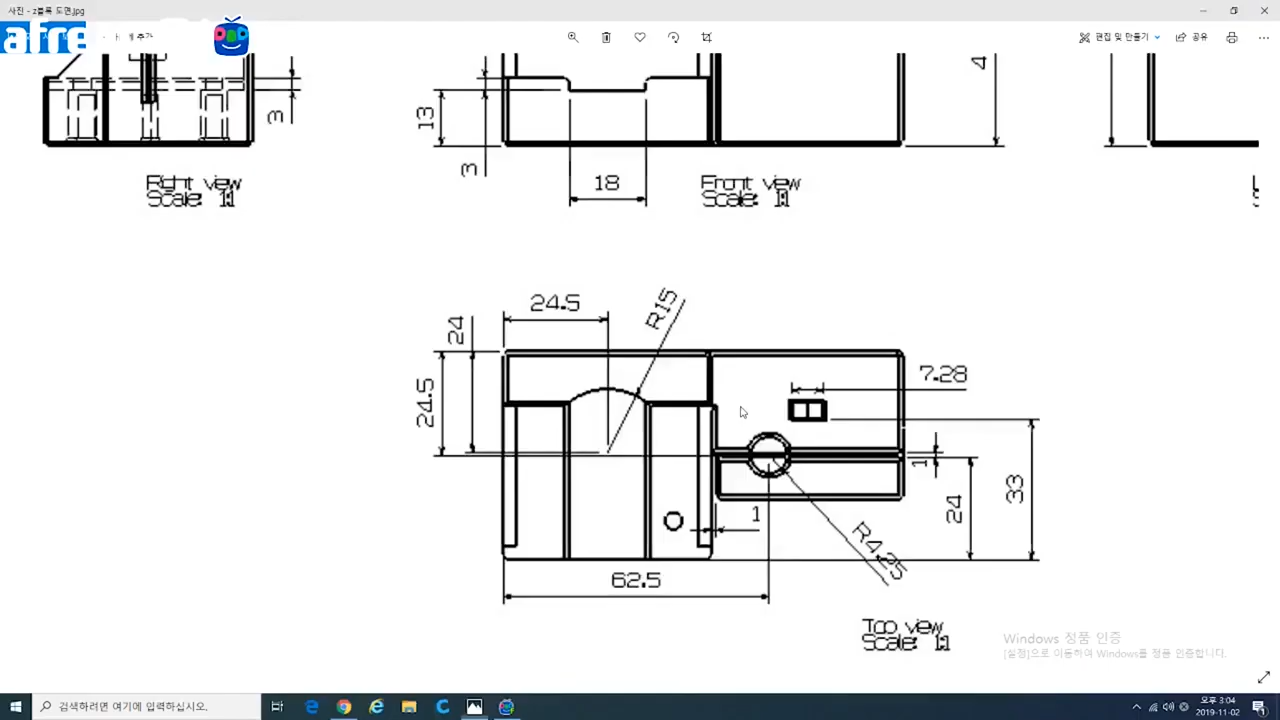 사진 - z블록 도면.jpg
afre
편집 및 만들기
공유
3
13
3
18
4
Right view
Scale: 1:1
Front view
Scale: 1:1
24.5
R15
24
24.5
7.28
1
33
24
1
R4.25
62.5
Top view
Scale: 1:1
Windows 정품 인증
[설정]으로 이동하여 Windows를 정품 인증합니다.
검색하려면 여기에 입력하십시오.
오후 3:04
2019-11-02